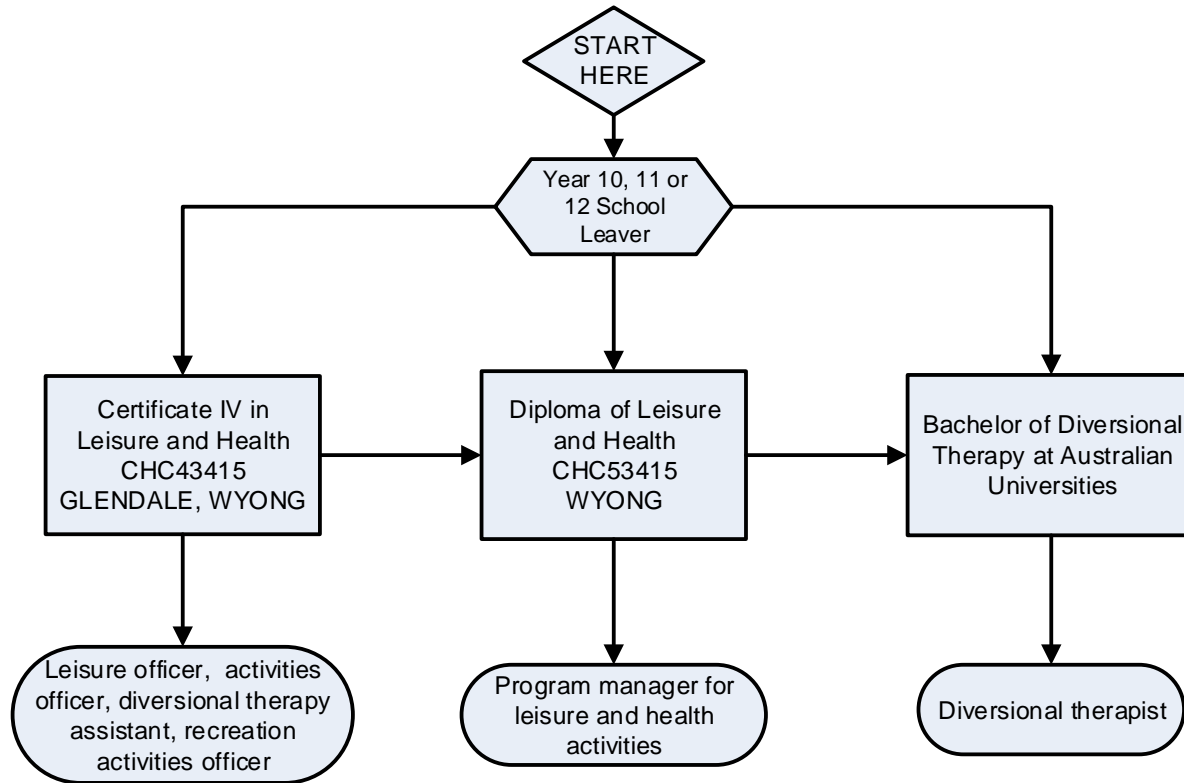 START
HERE
Year 10, 11 or
12 School
Leaver
Certificate IV in
Leisure and Health
CHC43415
GLENDALE, WYONG
Diploma of Leisure
and Health
CHC53415
WYONG
Bachelor of Diversional
Therapy at Australian
Universities
Leisure officer, activities
officer, diversional therapy
assistant, recreation
activities officer
Program manager for
leisure and health
activities
Diversional therapist